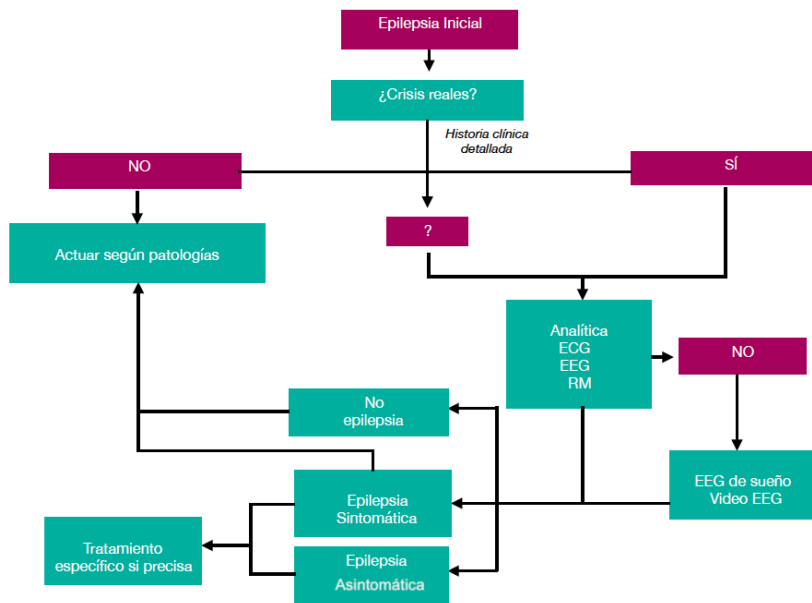 Epilepsia Inicial
¿Crisis reales?
Historia clínica
detallada
NO
SÍ
?
Actuar según patologías
Analítica
ECG
EEG
RM
NO
No
epilepsia
EEG de sueño
Video EEG
Epilepsia
Sintomática
Tratamiento
específico si precisa
Epilepsia
Asintomática